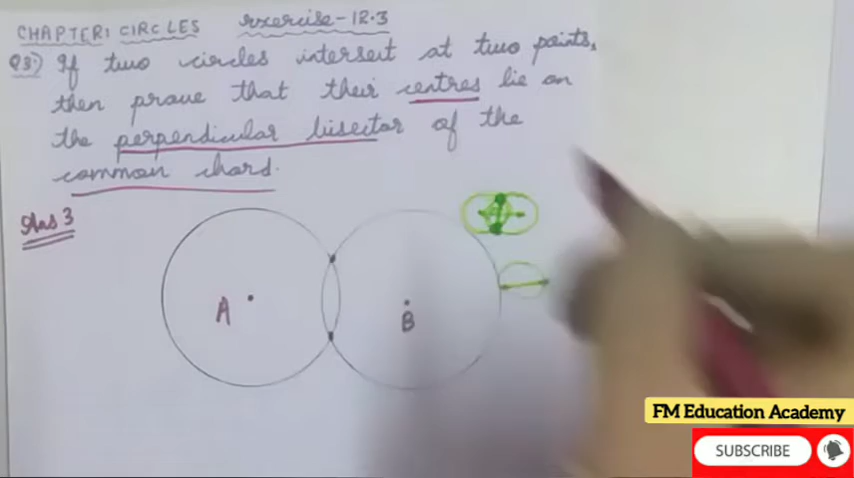 CHAPTER: CIRCLES Exercise-12.3
Q3:) If two circles intersect at two points,
then prove that their centres lie on
the perpendicular bisector of the
common chord.
Ans 3
A
B
FM Education Academy
SUBSCRIBE